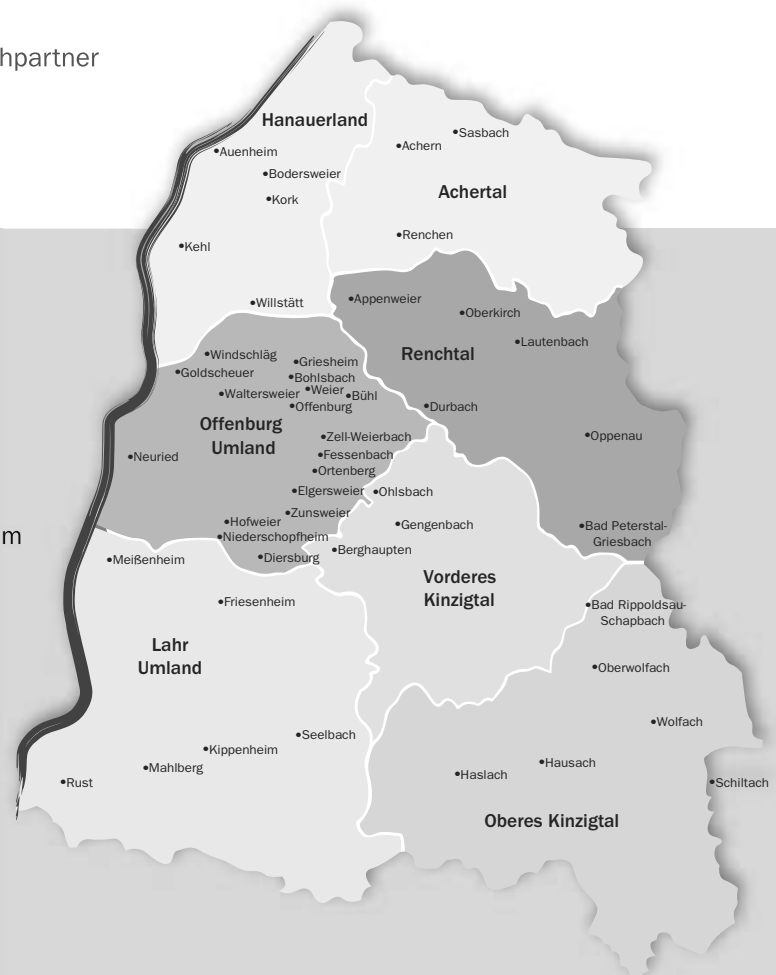 hpartner
Hanauerland
•Sasbach
•Achern
•Auenheim
•Bodersweier
Achertal
•Kork
•Renchen
•Kehl
•Appenweier
•Willstätt
•Oberkirch
•Lautenbach
•Windschläg
Renchtal
•Griesheim
•Goldscheuer
•Bohlsbach
•Weier
•Waltersweier
•Bühl
•Offenburg
•Durbach
Offenburg
Umland
•Zell-Weierbach
•Oppenau
•Neuried
•Fessenbach
•Ortenberg
•Elgersweier
•Ohlsbach
•Zunsweier
•Hofweier
•Gengenbach
•Bad Peterstal-
Griesbach
m
•Niederschopfheim
•Berghaupten
•Meißenheim
•Diersburg
Vorderes
Kinzigtal
•Friesenheim
•Bad Rippoldsau-
Schapbach
Lahr
Umland
•Oberwolfach
•Wolfach
•Seelbach
•Kippenheim
•Hausach
•Mahlberg
•Haslach
•Rust
•Schiltach
Oberes Kinzigtal